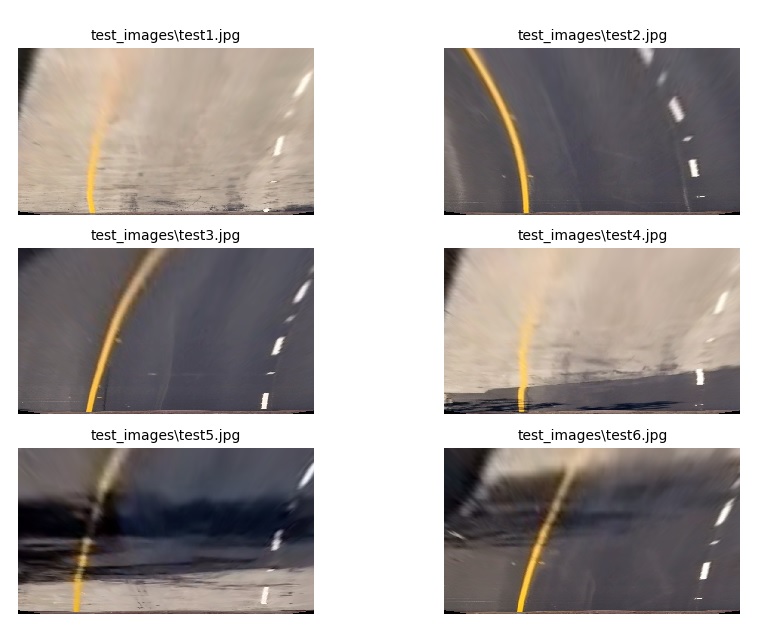 test_images\test1.jpg
test_images\test2.jpg
test_images\test3.jpg
test_images\test4.jpg
test_images\test5.jpg
test_images\test6.jpg